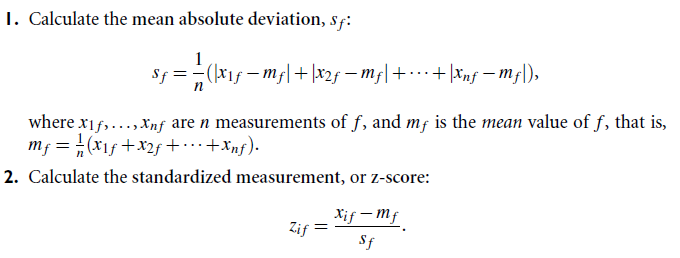 1. Calculate the mean absolute deviation, s_f:
s_f = \frac{1}{n}(|x_{1f} − m_f| + |x_{2f} − m_f| + ··· + |x_{nf} − m_f|),
where x_{1f},..., x_{nf} are n measurements of f, and m_f is the mean value of f, that is,
m_f = \frac{1}{n}(x_{1f} + x_{2f} + ··· + x_{nf}).
2. Calculate the standardized measurement, or z-score:
z_{if} = \frac{x_{if} − m_f}{s_f}.